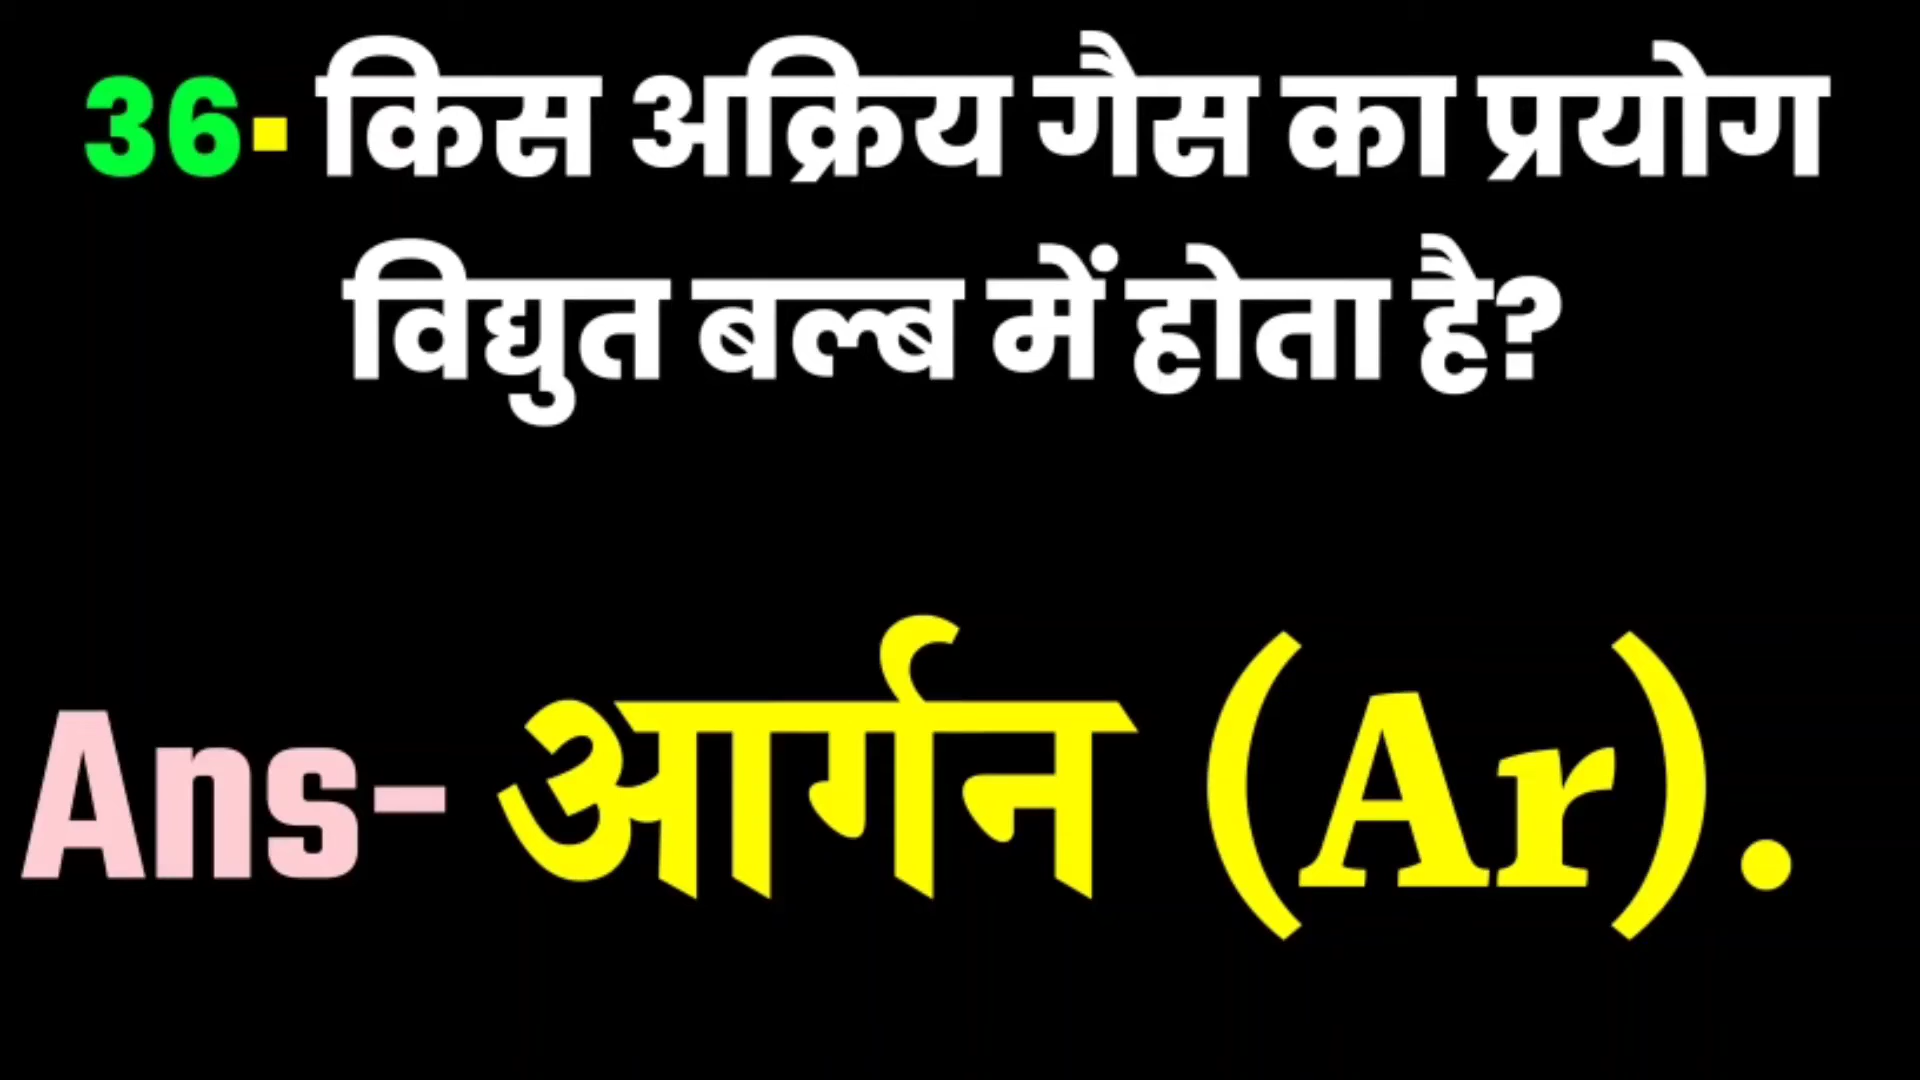 36. किस अक्रिय गैस का प्रयोग
विद्युत बल्ब में होता है?
Ans- आर्गन (Ar).